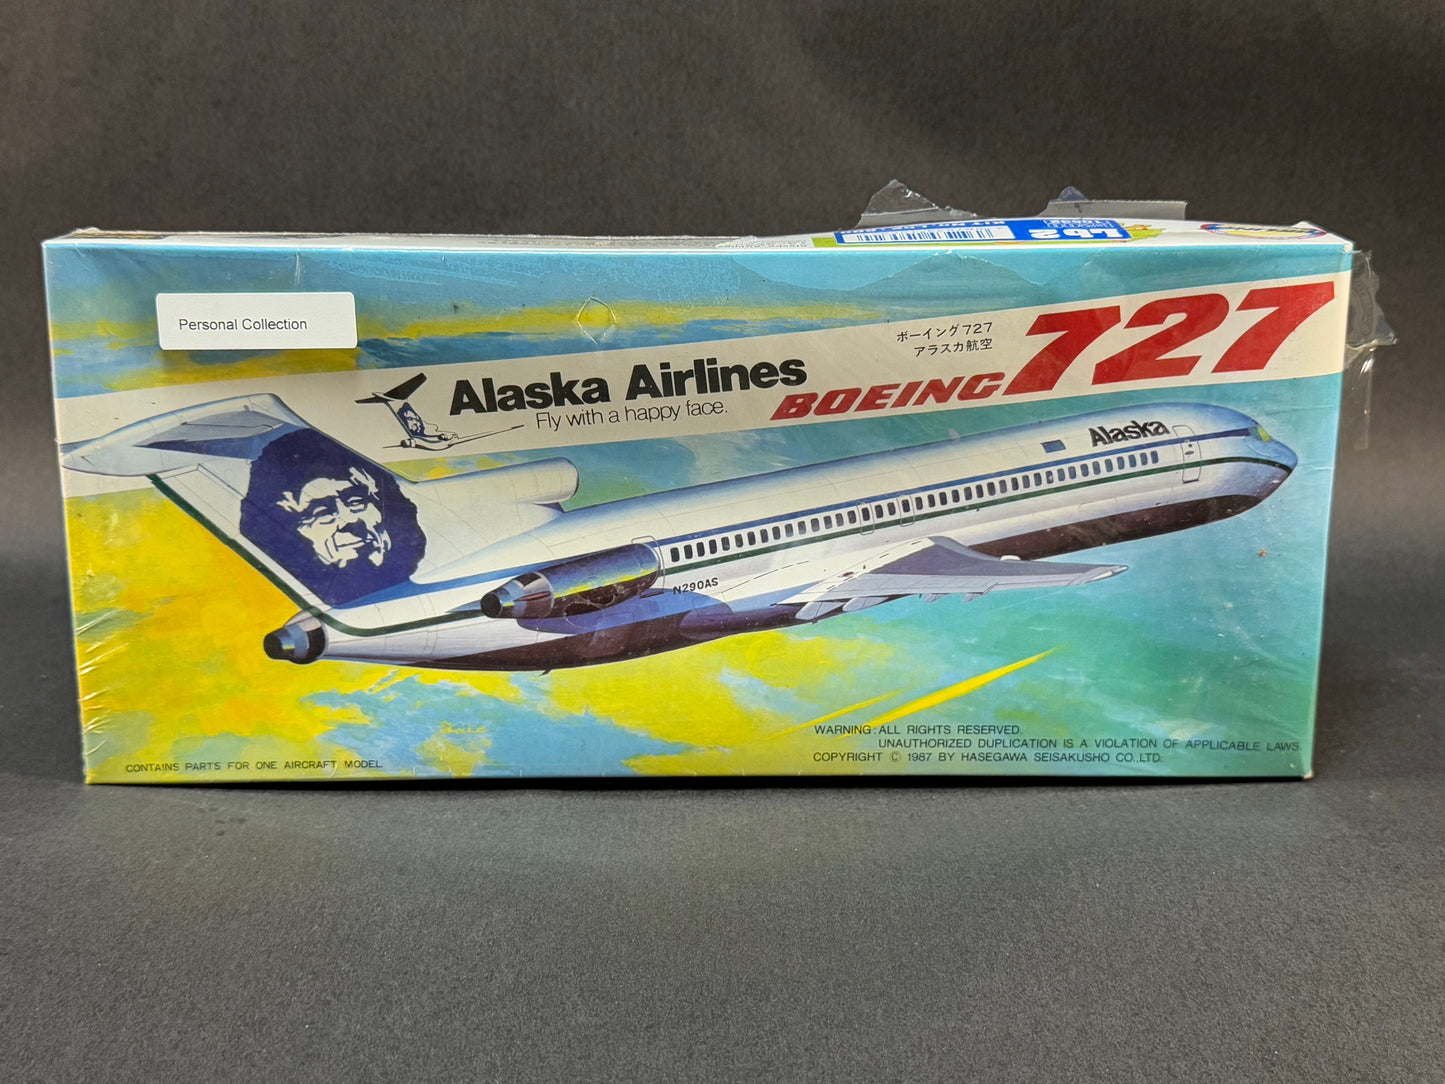 Lb2
Personal Collection
ボーイング727
アラスカ航空
Alaska Airlines
Fly with a happy face.
BOEING 727
Alaska
N290AS
WARNING: ALL RIGHTS RESERVED.
UNAUTHORIZED DUPLICATION IS A VIOLATION OF APPLICABLE LAWS.
COPYRIGHT © 1987 BY HASEGAWA SEISAKUSHO CO.,LTD.
CONTAINS PARTS FOR ONE AIRCRAFT MODEL